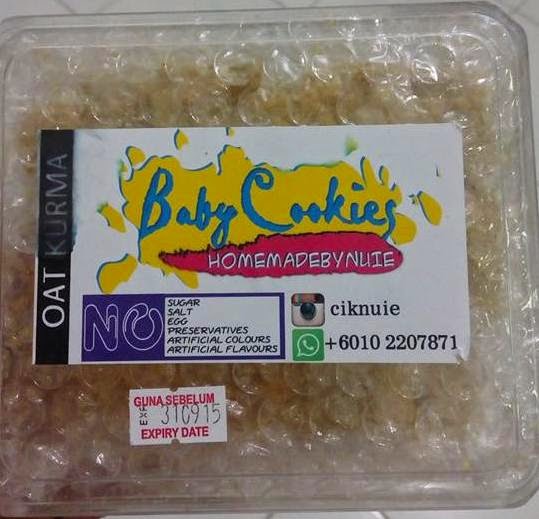 OAT KURMA
Baby Cookies
HOMEMADEBYNUIE
NO
SUGAR
SALT
EGG
PRESERVATIVES
ARTIFICIAL COLOURS
ARTIFICIAL FLAVOURS
ciknuie
+6010 2207871
GUNA SEBELUM
EXP 310915
EXPIRY DATE